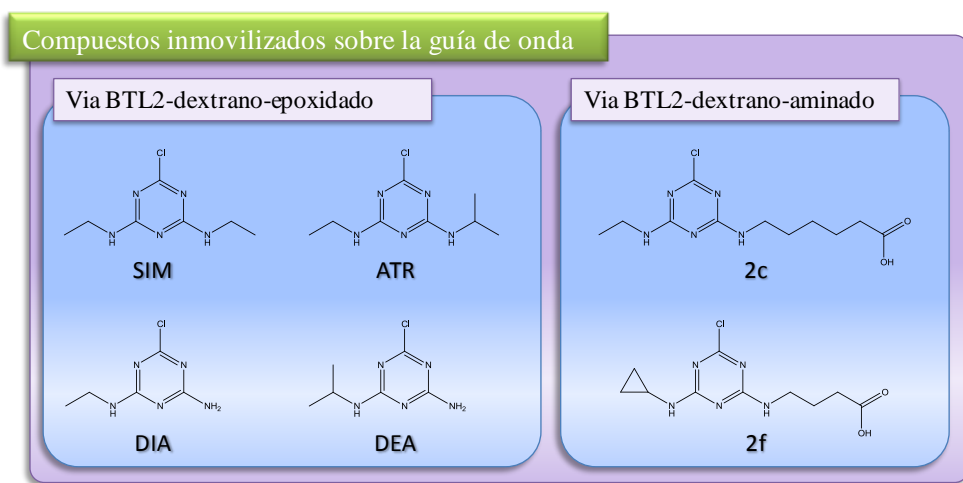 Compuestos inmovilizados sobre la guía de onda
Via BTL2-dextrano-epoxidado
Cl
N N
N
N
H
N
H
SIM
Cl
N N
N
N
H
N
H
ATR
Cl
N N
N
N
H
NH2
DIA
Cl
N N
N
N
H
NH2
DEA
Via BTL2-dextrano-aminado
Cl
N N
N
N
H
N
H
O
OH
2c
Cl
N N
N
N
H
N
H
O
OH
2f